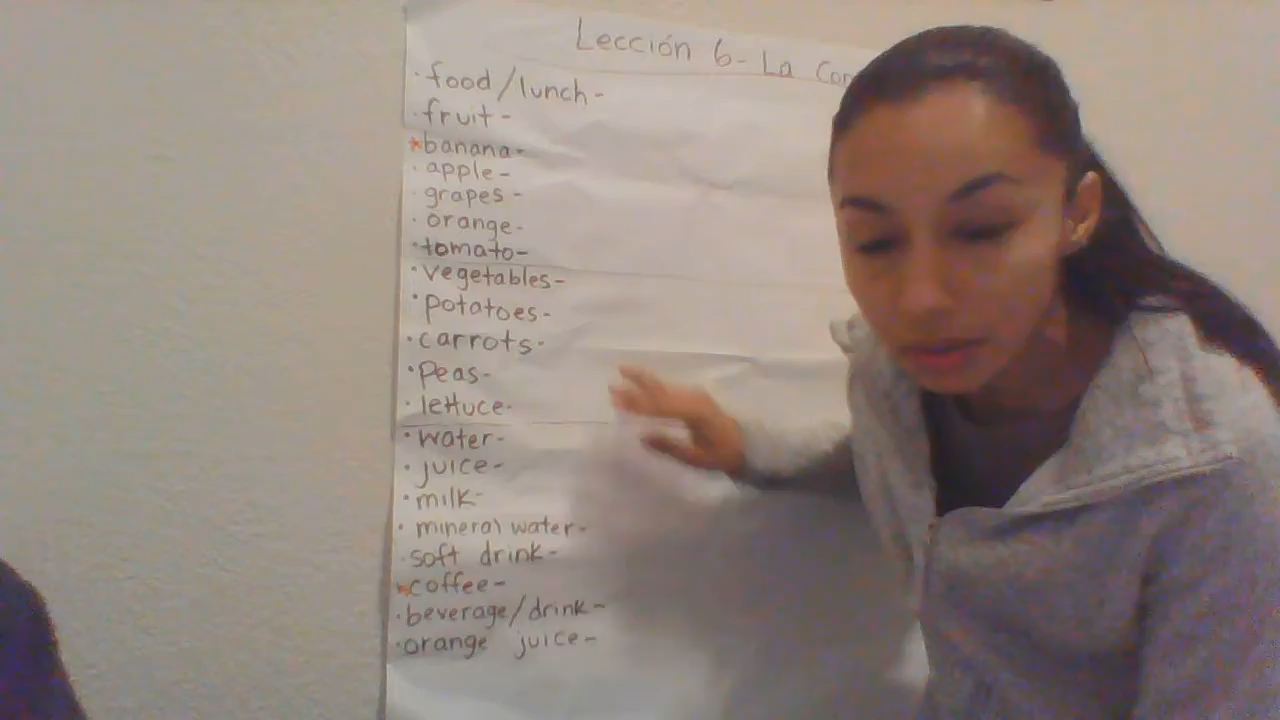 Lección 6- La
· food/lunch-
· fruit-
*banana-
· apple-
· grapes-
· orange-
· tomato-
· vegetables-
· potatoes-
· carrots-
· Peas-
· lettuce-
· water-
· juice-
· milk-
· mineral water-
· soft drink-
*coffee-
· beverage/drink-
· orange juice-